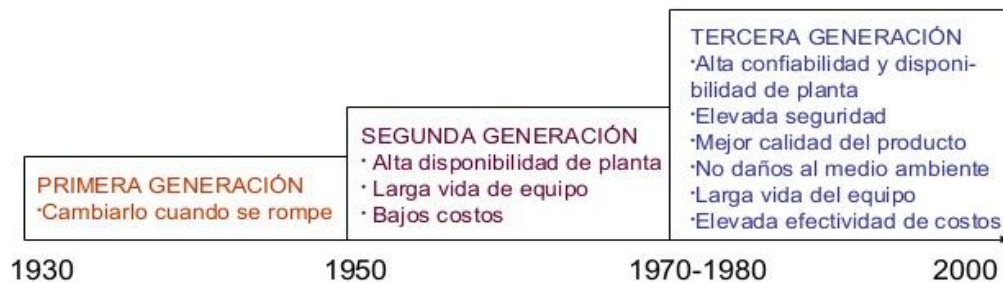 PRIMERA GENERACIÓN
·Cambiarlo cuando se rompe
SEGUNDA GENERACIÓN
· Alta disponibilidad de planta
· Larga vida de equipo
· Bajos costos
TERCERA GENERACIÓN
·Alta confiabilidad y disponi-
bilidad de planta
·Elevada seguridad
·Mejor calidad del producto
·No daños al medio ambiente
·Larga vida del equipo
·Elevada efectividad de costos
1930
1950
1970-1980
2000